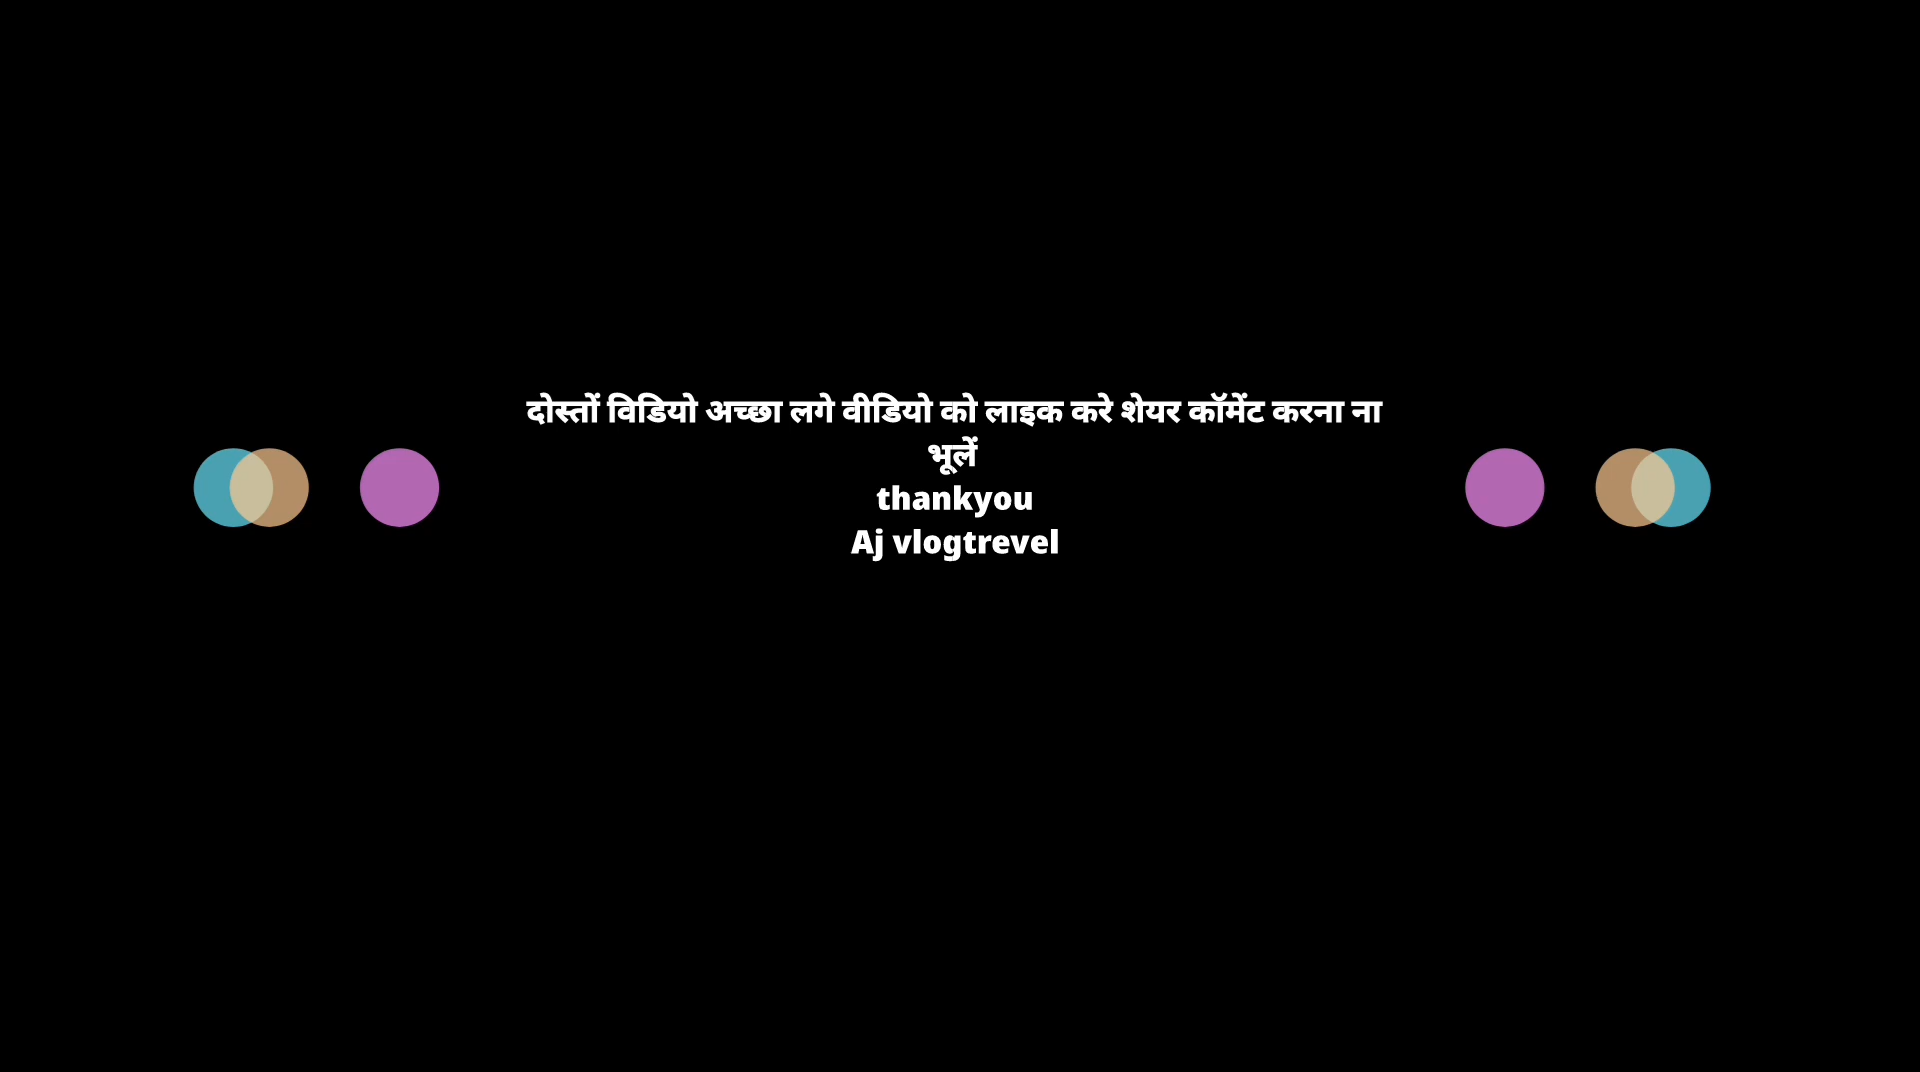 दोस्तों विडियो अच्छा लगे वीडियो को लाइक करे शेयर कॉमेंट करना ना
भूलें
thankyou
Aj vlogtrevel